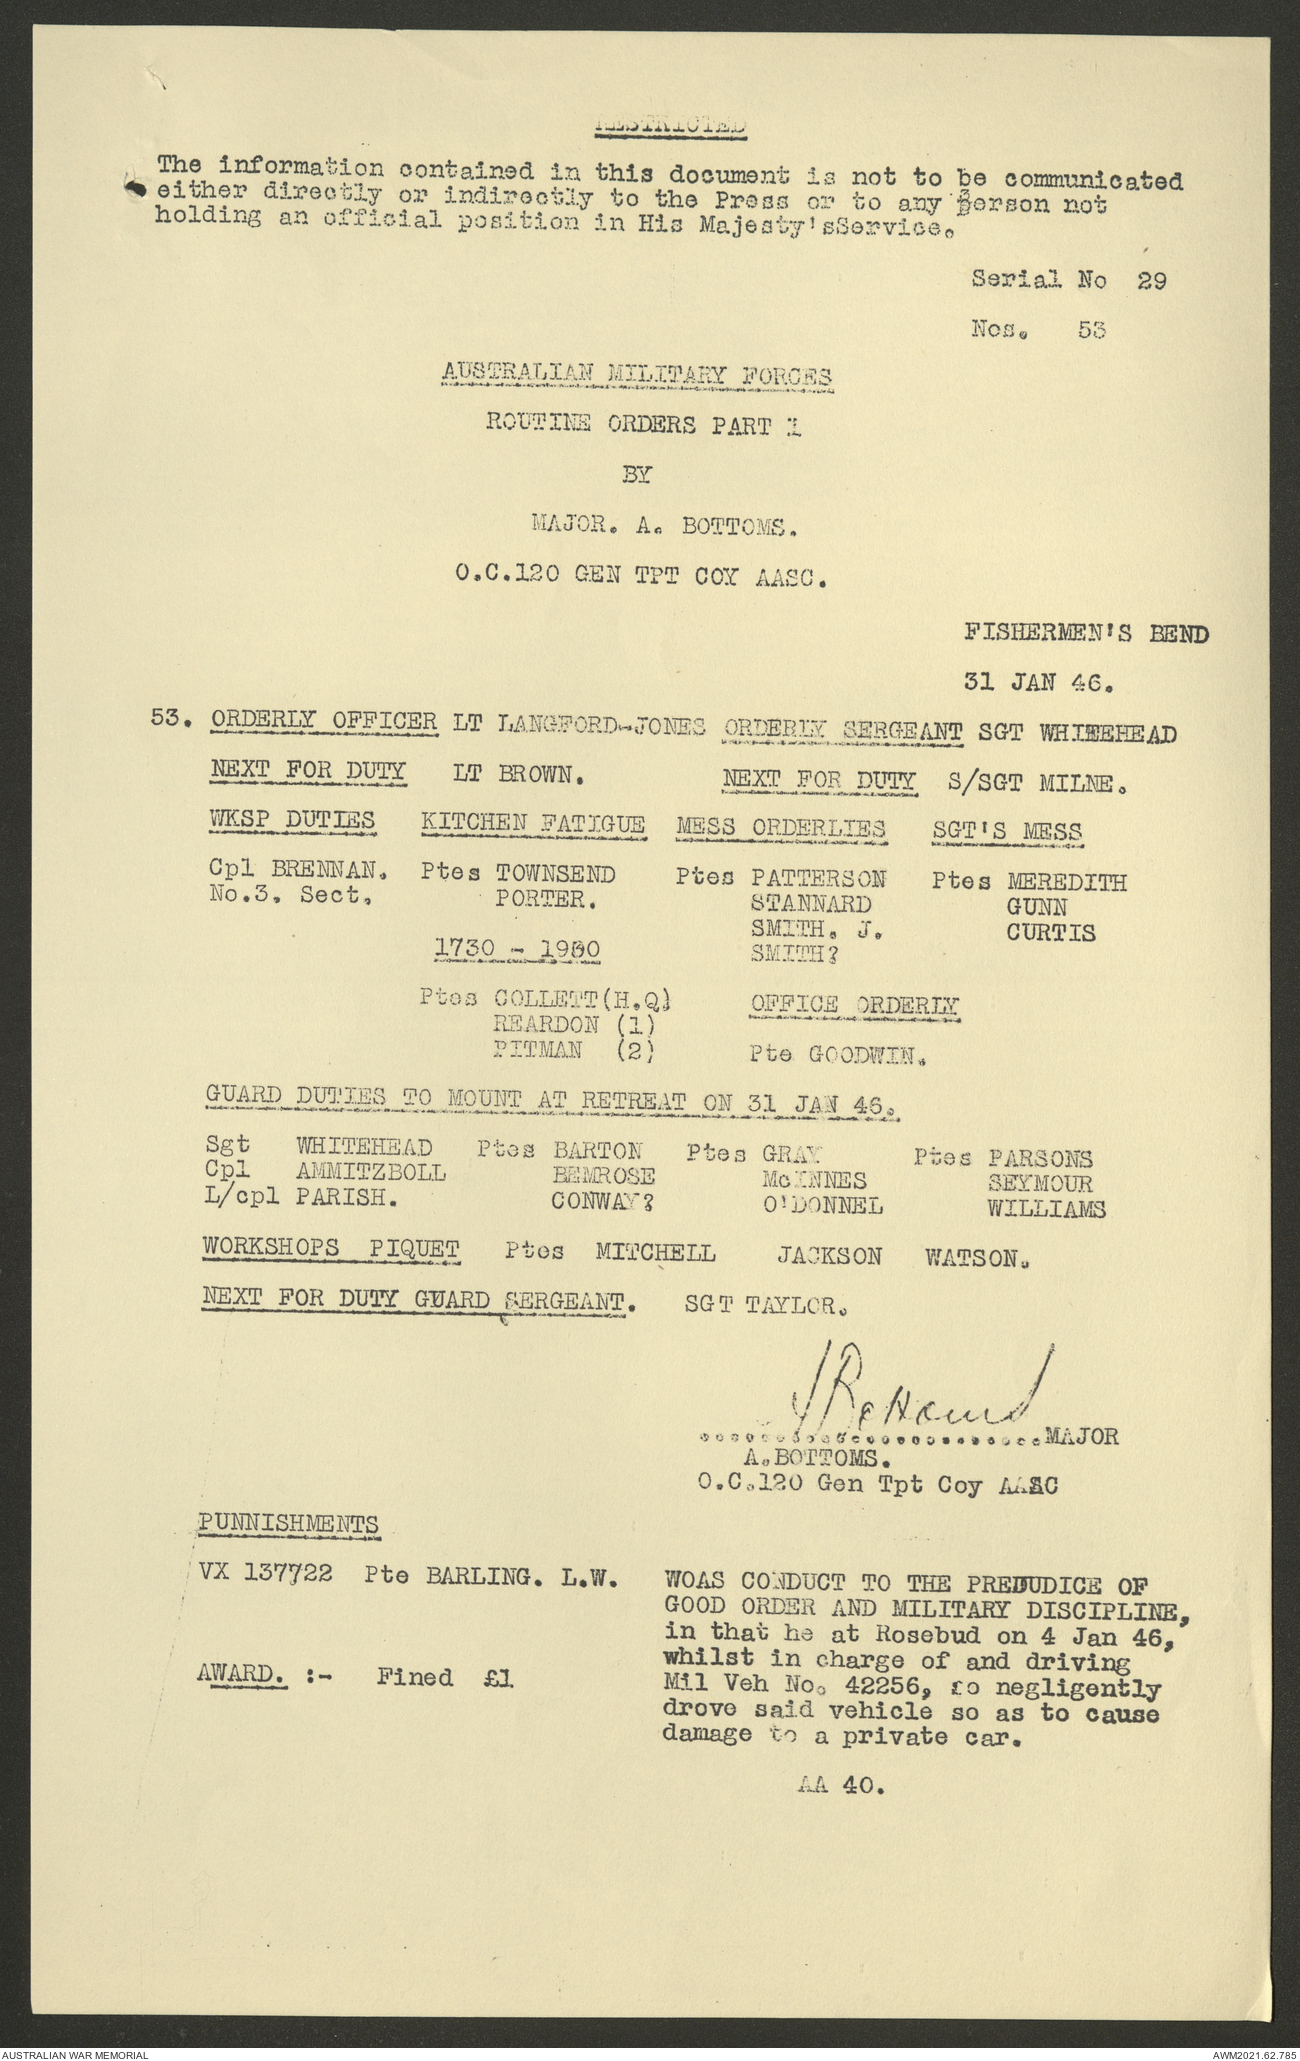 RESTRICTED
The information contained in this document is not to be communicated
either directly or indirectly to the Press or to any person not
holding an official position in His Majesty'sService.
Serial No 29
Nos. 53
AUSTRALIAN MILITARY FORCES
ROUTINE ORDERS PART 1
BY
MAJOR. A. BOTTOMS.
O.C.120 GEN TPT COY AASC.
FISHERMEN'S BEND
31 JAN 46.
53. ORDERLY OFFICER LT LANGFORD-JONES ORDERLY SERGEANT SGT WHITEHEAD
NEXT FOR DUTY LT BROWN. NEXT FOR DUTY S/SGT MILNE.
WKSP DUTIES KITCHEN FATIGUE MESS ORDERLIES SGT'S MESS
Cpl BRENNAN. Ptes TOWNSEND Ptes PATTERSON Ptes MEREDITH
No.3. Sect. PORTER. STANNARD GUNN
SMITH. J. CURTIS
1730 - 1900 SMITH?
Ptes COLLETT(H.Q) OFFICE ORDERLY
REARDON (1)
PITMAN (2) Pte GOODWIN.
GUARD DUTIES TO MOUNT AT RETREAT ON 31 JAN 46.
Sgt WHITEHEAD Ptes BARTON Ptes GRAY Ptes PARSONS
Cpl AMMITZBOLL BEMROSE McINNES SEYMOUR
L/cpl PARISH. CONWAY? O'DONNEL WILLIAMS
WORKSHOPS PIQUET Ptes MITCHELL JACKSON WATSON.
NEXT FOR DUTY GUARD SERGEANT. SGT TAYLOR.
A Bottoms
....................MAJOR
A.BOTTOMS.
O.C.120 Gen Tpt Coy AASC
PUNNISHMENTS
VX 137722 Pte BARLING. L.W. WOAS CONDUCT TO THE PREDUDICE OF
GOOD ORDER AND MILITARY DISCIPLINE,
in that he at Rosebud on 4 Jan 46,
whilst in charge of and driving
AWARD. :- Fined £1 Mil Veh No. 42256, so negligently
drove said vehicle so as to cause
damage to a private car.
AA 40.
AUSTRALIAN WAR MEMORIAL
AWM2021.62.785